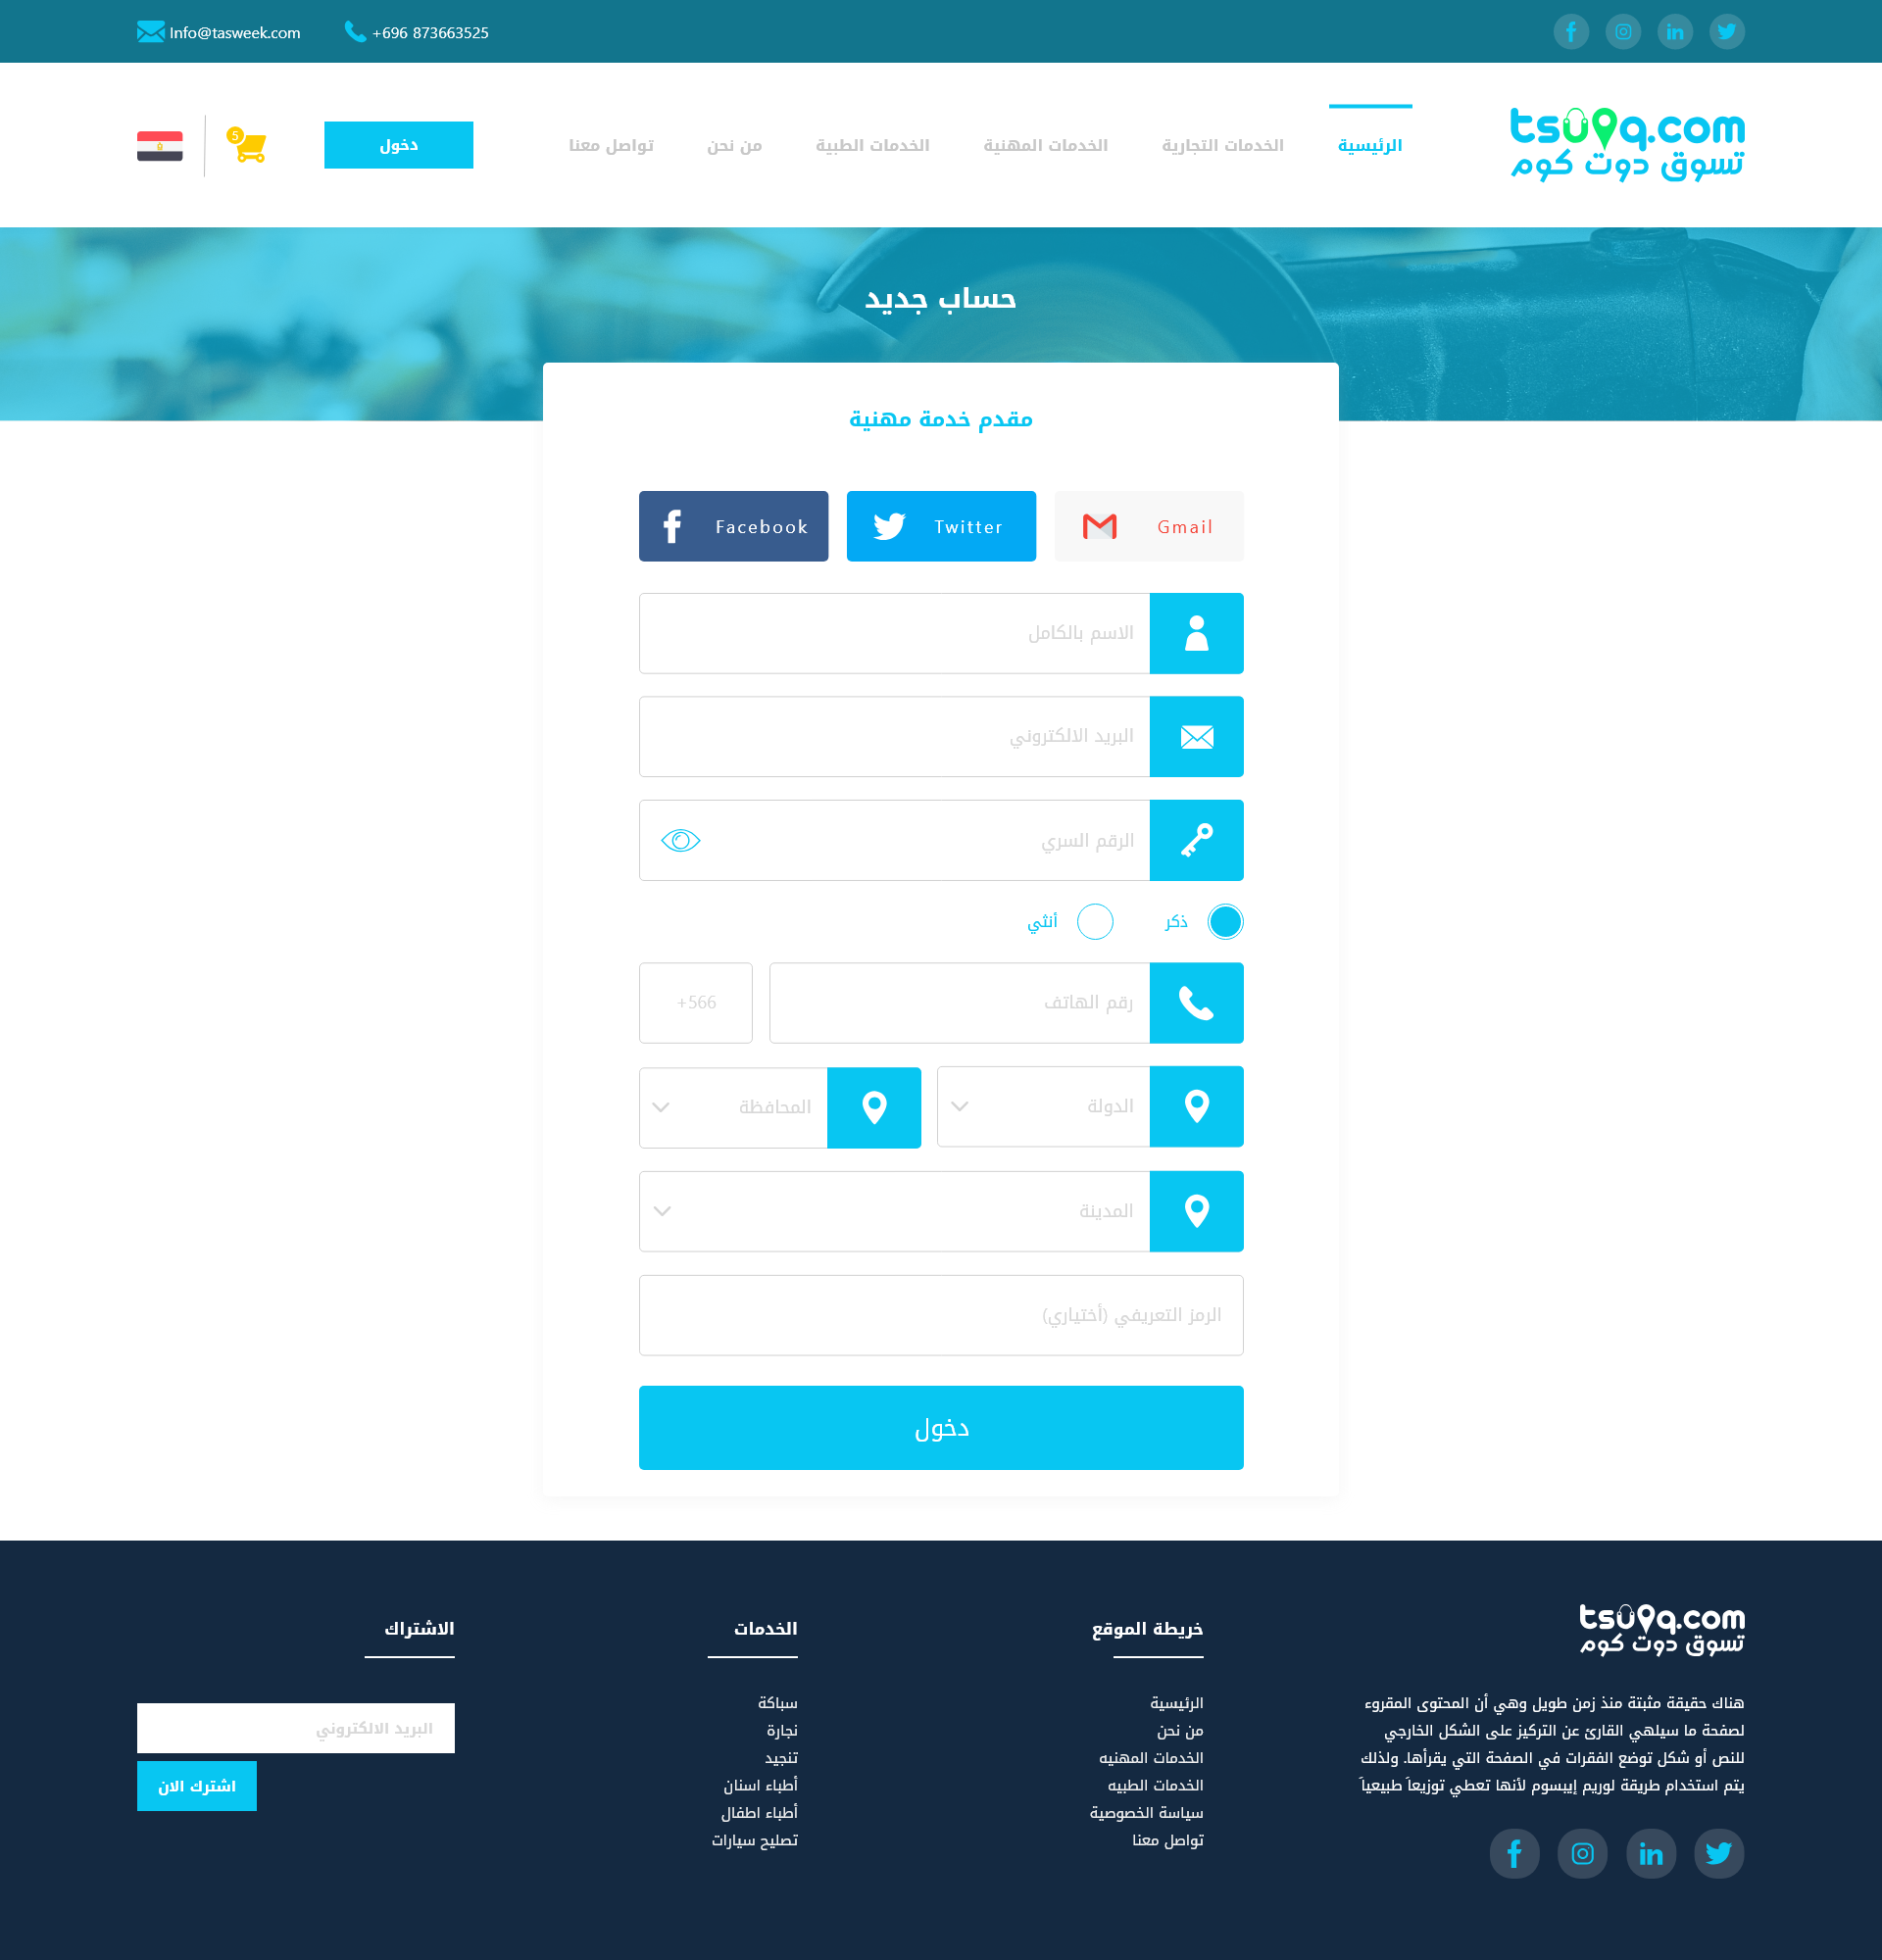 Info@tasweek.com
+696 873663525
tsuqq.com
تسوق دوت كوم
الرئيسية
الخدمات التجارية
الخدمات المهنية
الخدمات الطبية
من نحن
تواصل معنا
دخول
5
حساب جديد
مقدم خدمة مهنية
Facebook
Twitter
Gmail
الاسم بالكامل
البريد الالكتروني
الرقم السري
ذكر
أنثي
رقم الهاتف
+566
الدولة
المحافظة
المدينة
الرمز التعريفي (أختياري)
دخول
tsuqq.com
تسوق دوت كوم
هناك حقيقة مثبتة منذ زمن طويل وهي أن المحتوى المقروء
لصفحة ما سيلهي القارئ عن التركيز على الشكل الخارجي
للنص أو شكل توضع الفقرات في الصفحة التي يقرأها. ولذلك
يتم استخدام طريقة لوريم إيبسوم لأنها تعطي توزيعاَ طبيعياَ
خريطة الموقع
الرئيسية
من نحن
الخدمات المهنيه
الخدمات الطبيه
سياسة الخصوصية
تواصل معنا
الخدمات
سباكة
نجارة
تنجيد
أطباء اسنان
أطباء اطفال
تصليح سيارات
الاشتراك
البريد الالكتروني
اشترك الان